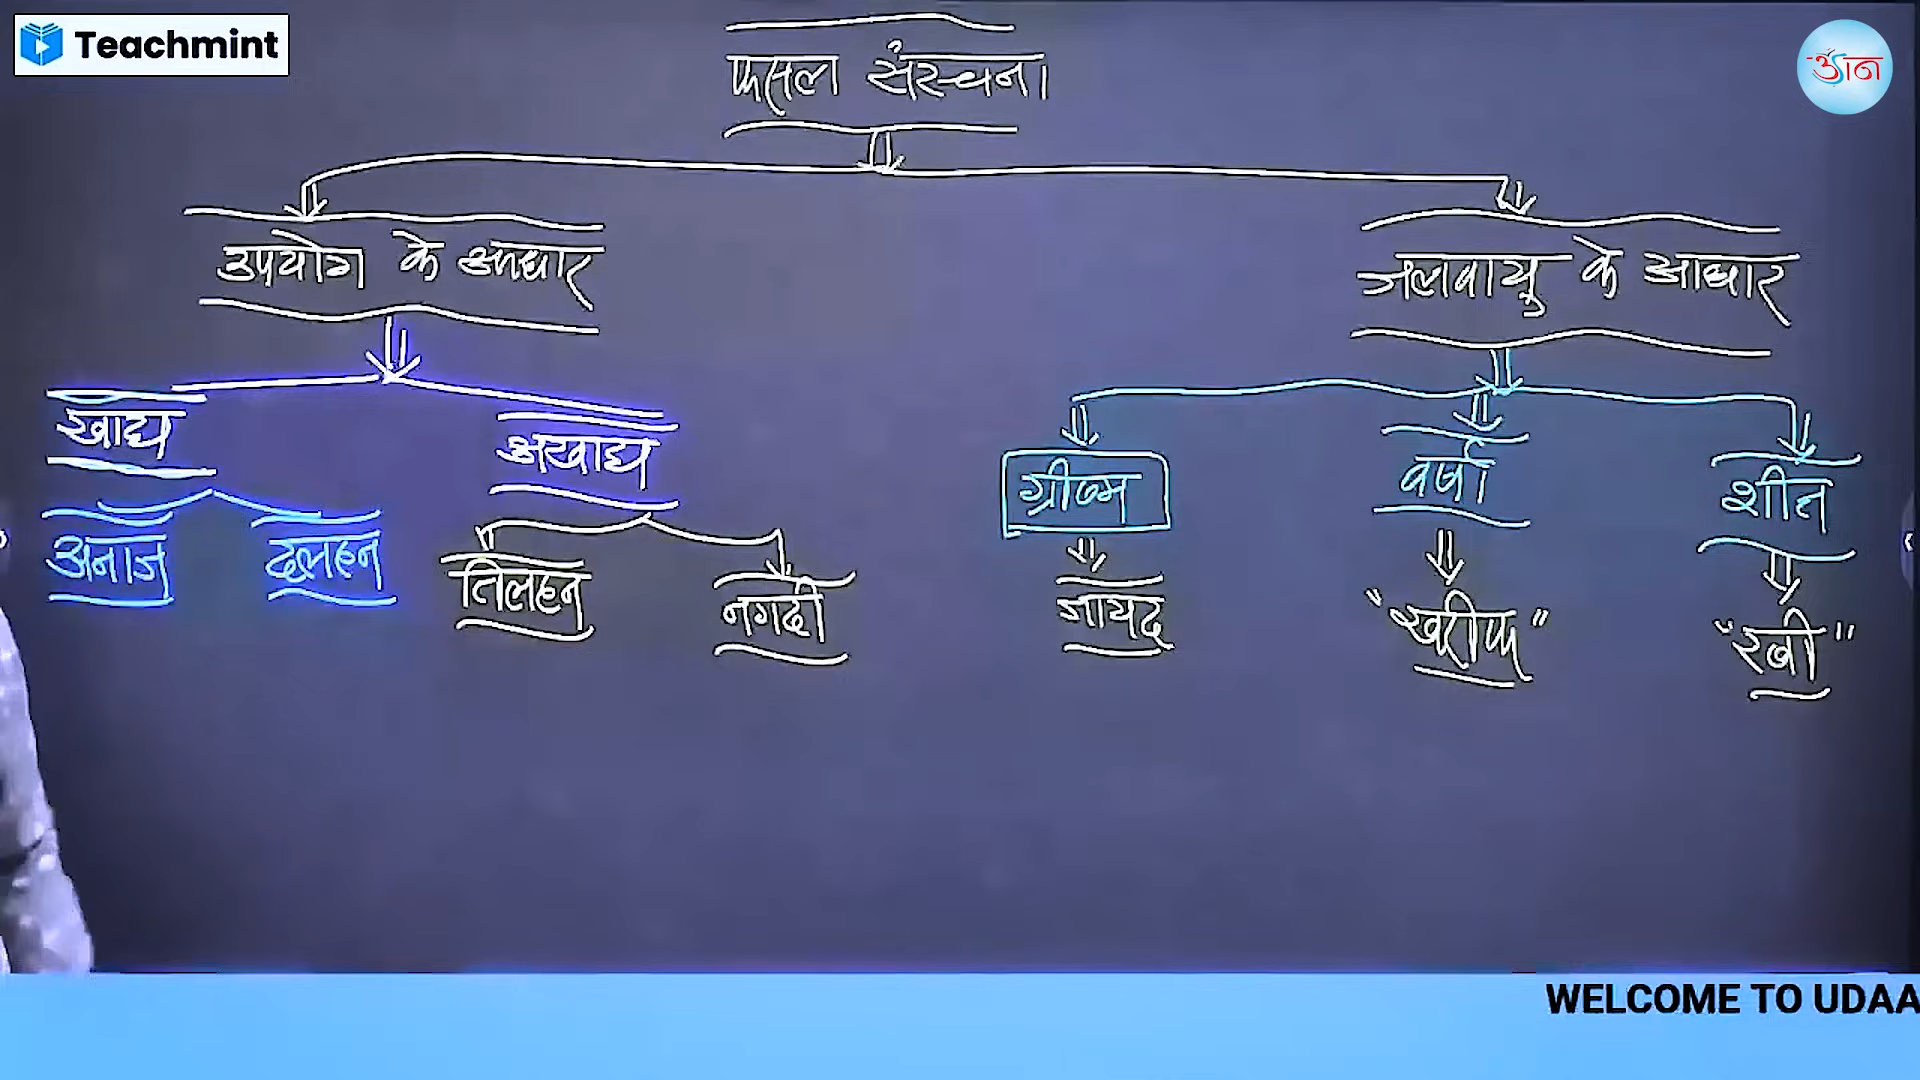 Teachmint
उड़ान
फसल संरचना
उपयोग के आधार
जलवायु के आधार
खाद्य
अखाद्य
ग्रीष्म
वर्षा
शीत
अनाज
दलहन
तिलहन
नगदी
जायद
"खरीफ"
"रबी"
WELCOME TO UDAA